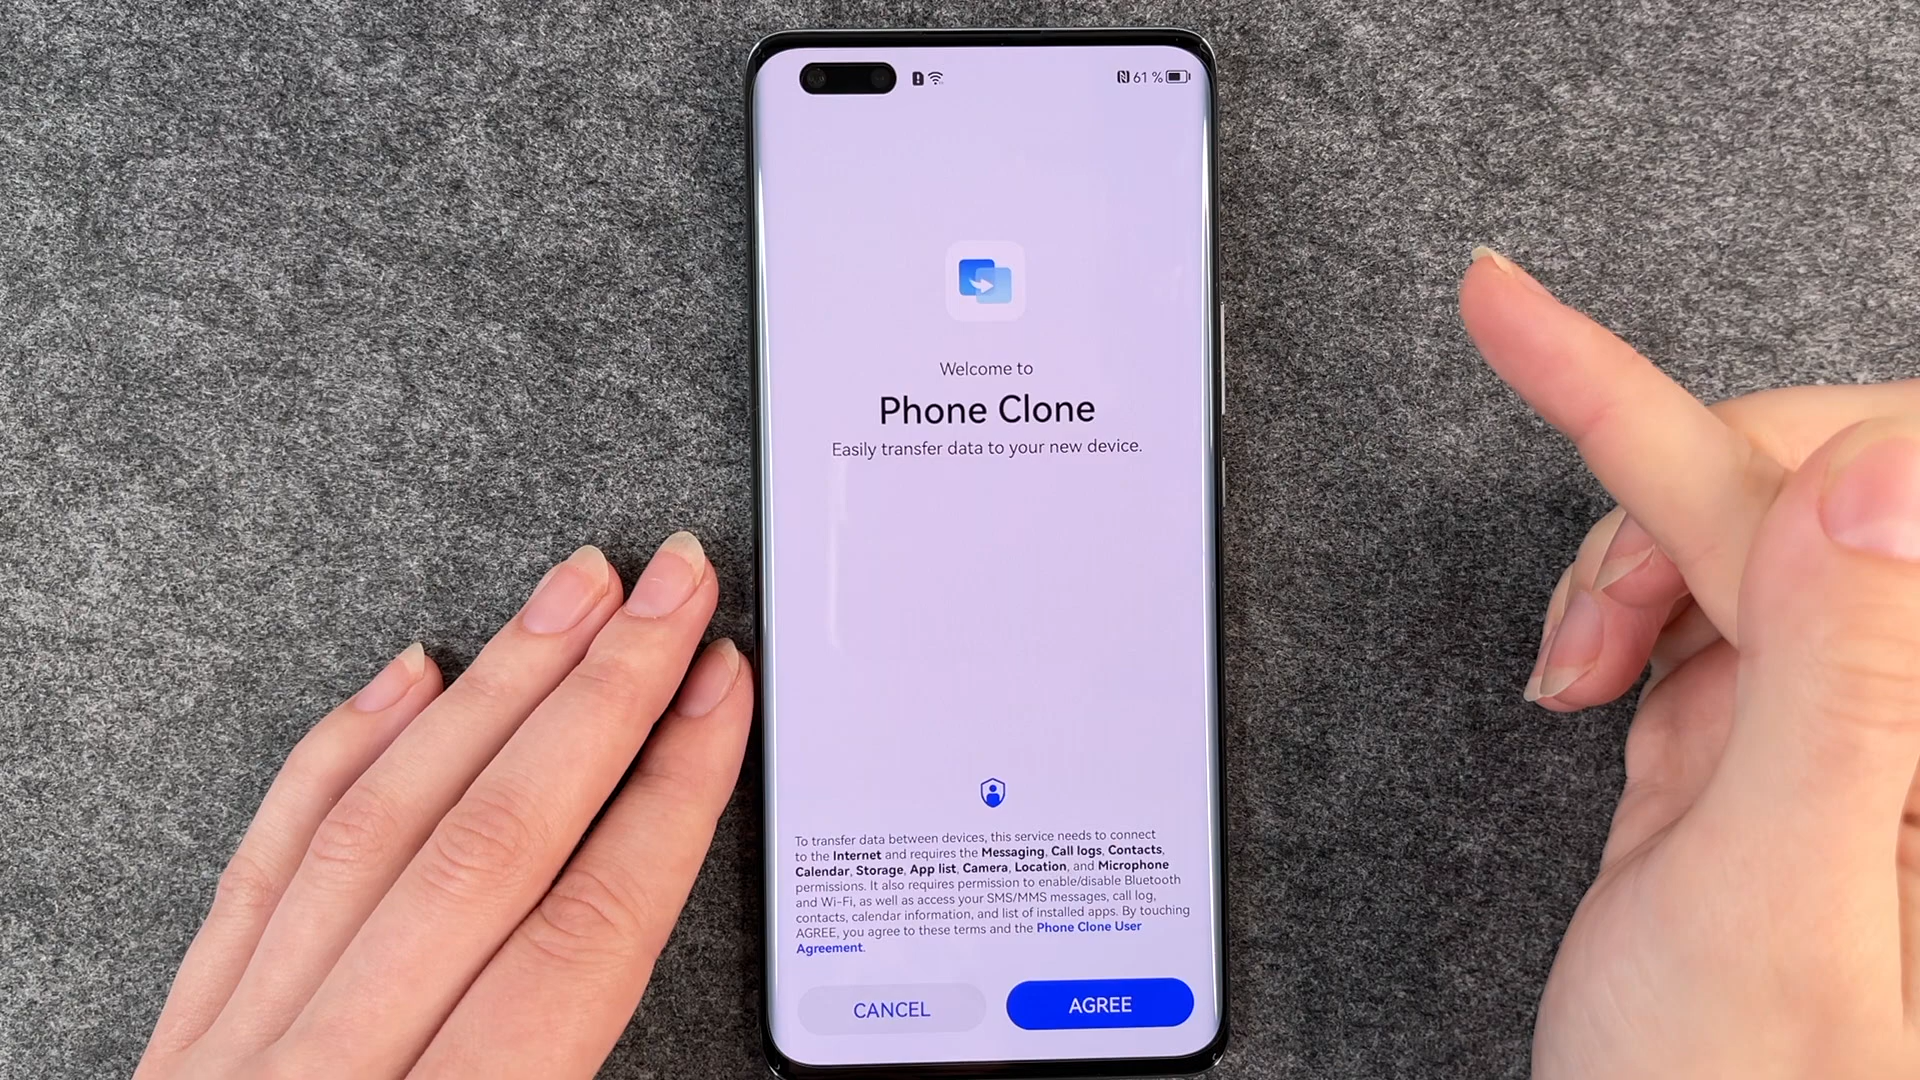 61 %
Welcome to
Phone Clone
Easily transfer data to your new device.
To transfer data between devices, this service needs to connect
to the Internet and requires the Messaging, Call logs, Contacts,
Calendar, Storage, App list, Camera, Location, and Microphone
permissions. It also requires permission to enable/disable Bluetooth
and Wi-Fi, as well as access your SMS/MMS messages, call log,
contacts, calendar information, and list of installed apps. By touching
AGREE, you agree to these terms and the Phone Clone User
Agreement.
CANCEL
AGREE